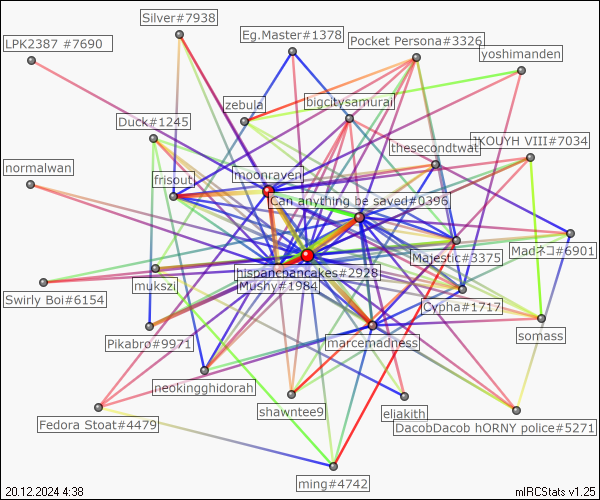 Silver#7938
Eg.Master#1378
LPK2387 #7690
Pocket Persona#3326
yoshimanden
zebula
bigcitysamurai
Duck#1245
thesecondtwat
KOUYH VIII#7034
normalwan
frisout
moonraven
Can anything be saved#0396
Madネコ#6901
Majestic#3375
hispanchancakes#2928
mukszi
Mushy#1984
Swirly Boi#6154
Cypha#1717
somass
Pikabro#9971
marcemadness
neokingghidorah
shawntee9
eliakith
Fedora Stoat#4479
DacobDacob hORNY police#5271
ming#4742
20.12.2024 4:38
mIRCStats v1.25